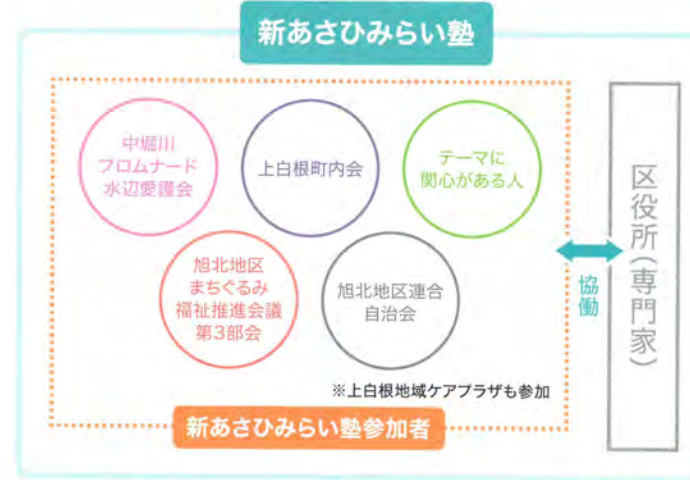 新あさひみらい塾
中堀川
プロムナード
水辺愛護会
上白根町内会
テーマに
関心がある人
旭北地区
まちぐるみ
福祉推進会議
第3部会
旭北地区連合
自治会
※上白根地域ケアプラザも参加
新あさひみらい塾参加者
協働
区役所(専門家)